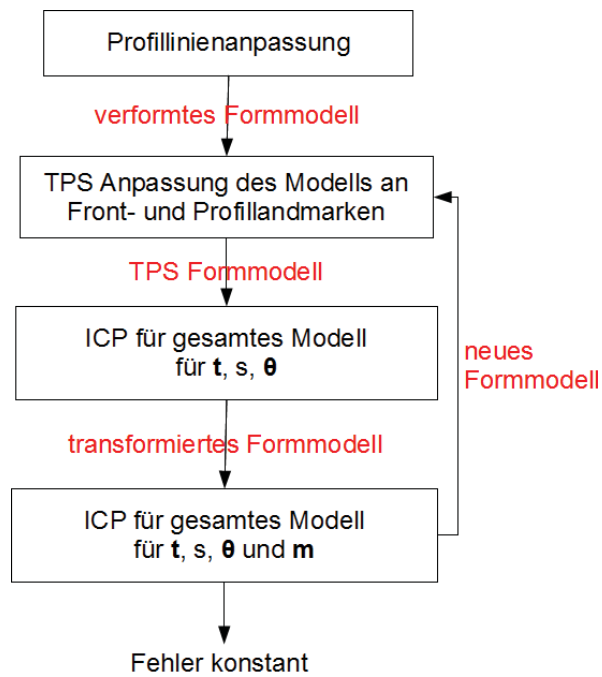 Profillinienanpassung
verformtes Formmodell
TPS Anpassung des Modells an
Front- und Profillandmarken
TPS Formmodell
ICP für gesamtes Modell
für t, s, θ
neues
Formmodell
transformiertes Formmodell
ICP für gesamtes Modell
für t, s, θ und m
Fehler konstant